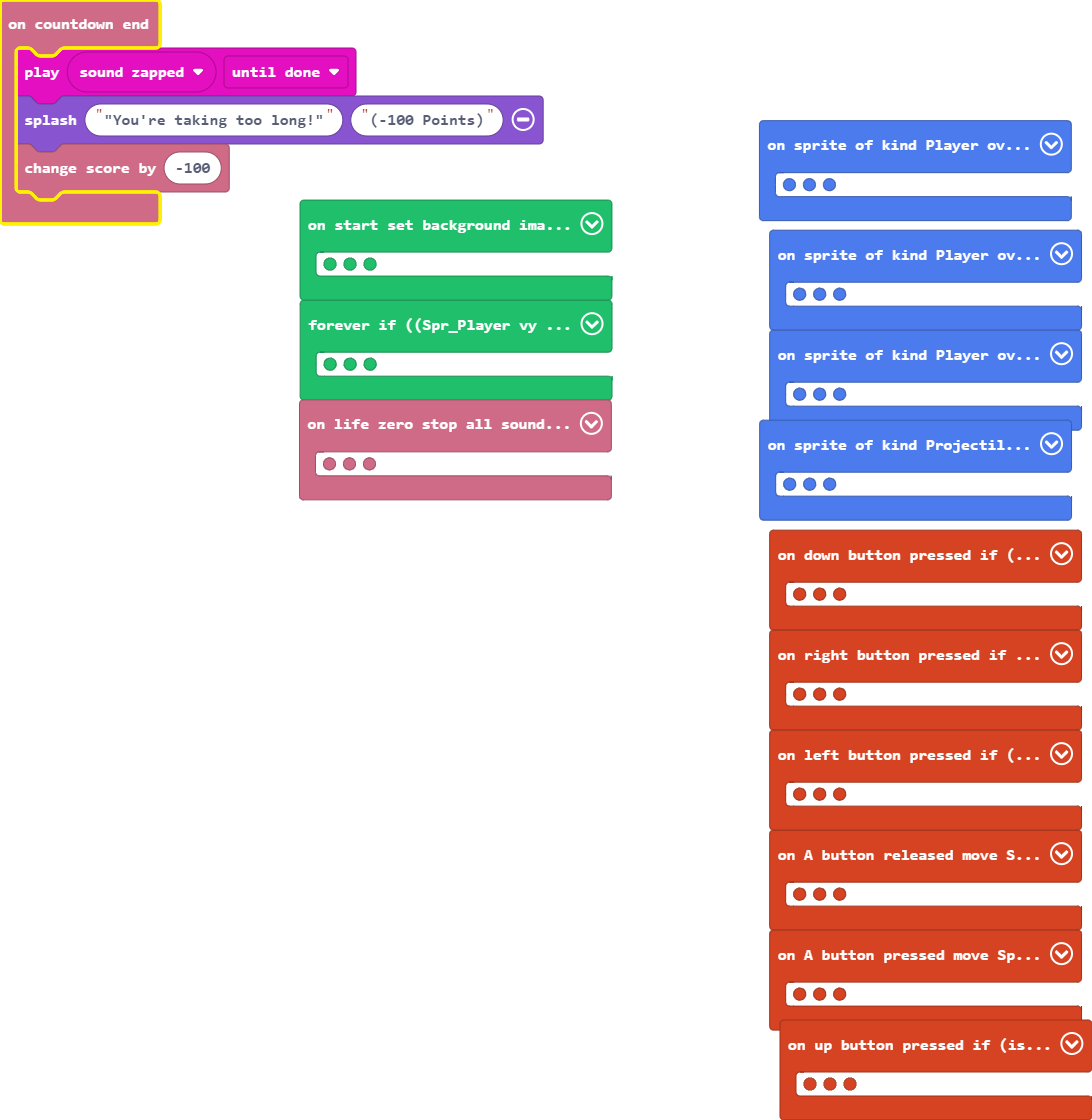 on countdown end
play sound zapped until done
splash ""You're taking too long!"" "(-100 Points)"
change score by -100
on start set background ima...
forever if ((Spr_Player vy ...
on life zero stop all sound...
on sprite of kind Player ov...
on sprite of kind Player ov...
on sprite of kind Player ov...
on sprite of kind Projectil...
on down button pressed if (...
on right button pressed if ...
on left button pressed if (...
on A button released move S...
on A button pressed move Sp...
on up button pressed if (is...